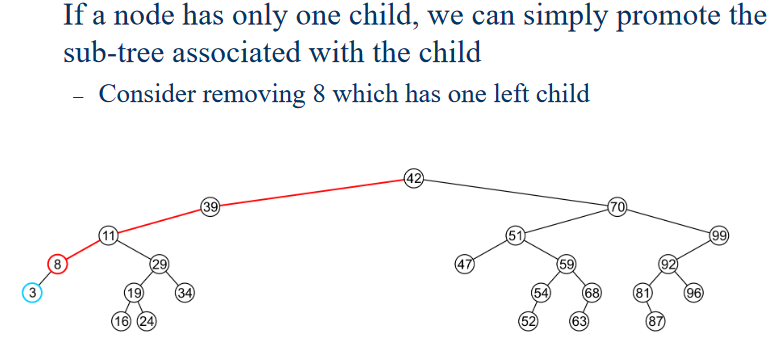 If a node has only one child, we can simply promote the
sub-tree associated with the child
– Consider removing 8 which has one left child
42
39 70
11 51 99
8 29 47 59 92
3 19 34 54 68 81 96
16 24 52 63 87